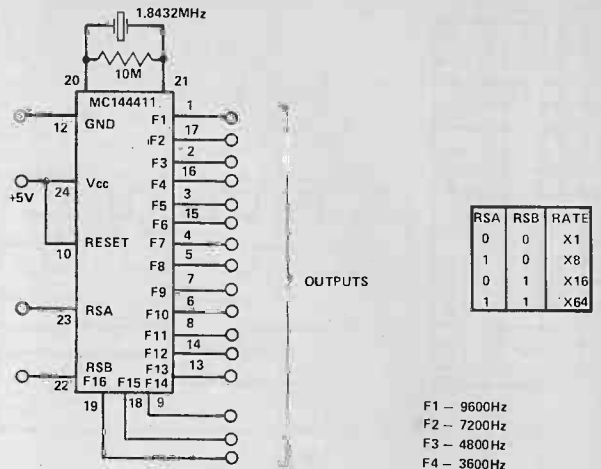 1.8432MHz
10M
20
21
MC144411
12
GND
F1
1
F2
17
F3
2
F4
16
+5V
24
Vcc
F5
3
F6
15
RESET
10
F7
4
F8
5
F9
7
OUTPUTS
F10
6
RSA
23
F11
8
F12
14
F13
13
RSB
22
F16
F15
F14
19
18
9
RSA RSB RATE
0 0 X1
1 0 X8
0 1 X16
1 1 X64
F1 – 9600Hz
F2 – 7200Hz
F3 – 4800Hz
F4 – 3600Hz